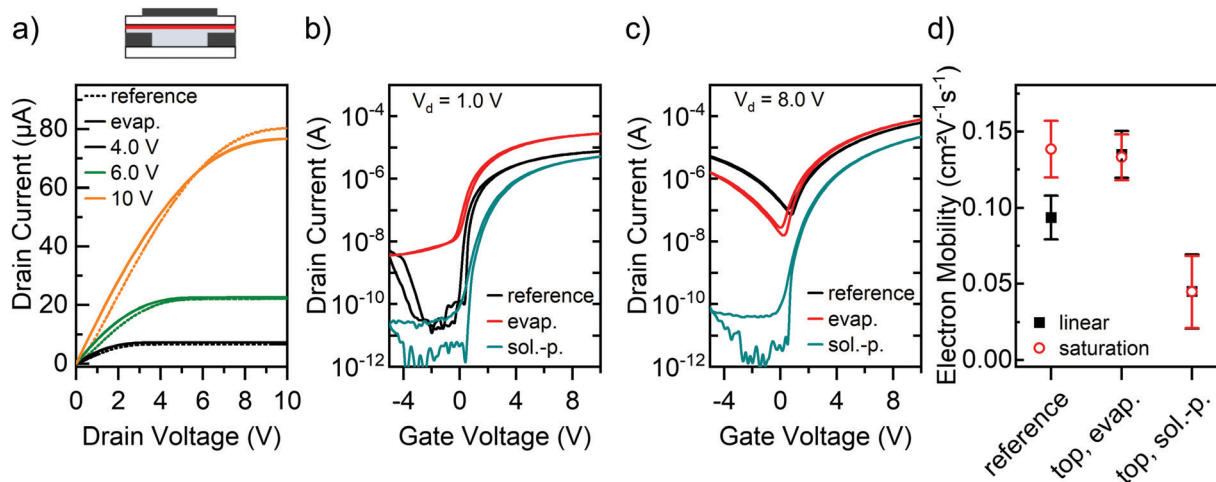 a)
Drain Current (µA)
80
60
40
20
0
reference
evap.
4.0 V
6.0 V
10 V
0 2 4 6 8 10
Drain Voltage (V)
b)
Drain Current (A)
10⁻⁴
10⁻⁶
10⁻⁸
10⁻¹⁰
10⁻¹²
V_d = 1.0 V
reference
evap.
sol.-p.
-4 0 4 8
Gate Voltage (V)
c)
Drain Current (A)
10⁻⁴
10⁻⁶
10⁻⁸
10⁻¹⁰
10⁻¹²
V_d = 8.0 V
reference
evap.
sol.-p.
-4 0 4 8
Gate Voltage (V)
d)
Electron Mobility (cm²V⁻¹s⁻¹)
0.15
0.10
0.05
0.00
linear
saturation
reference
top, evap.
top, sol.-p.